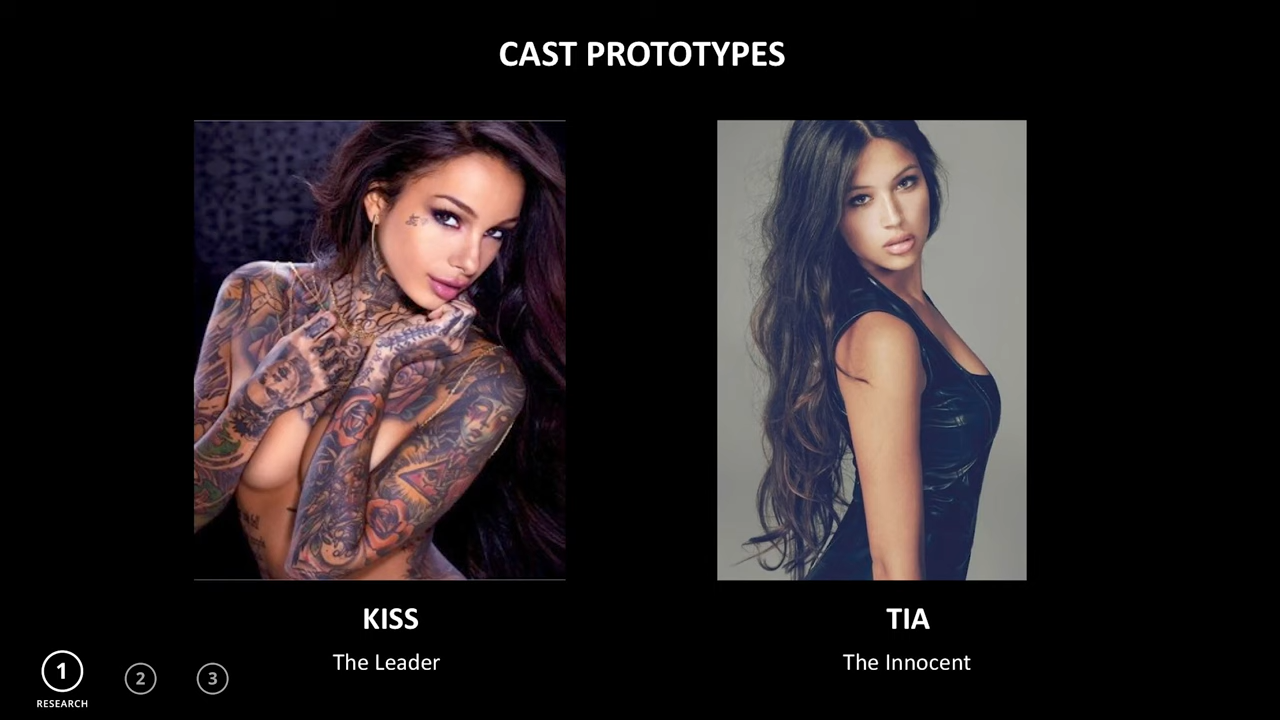 CAST PROTOTYPES
KISS
The Leader
TIA
The Innocent
1
2
3
RESEARCH